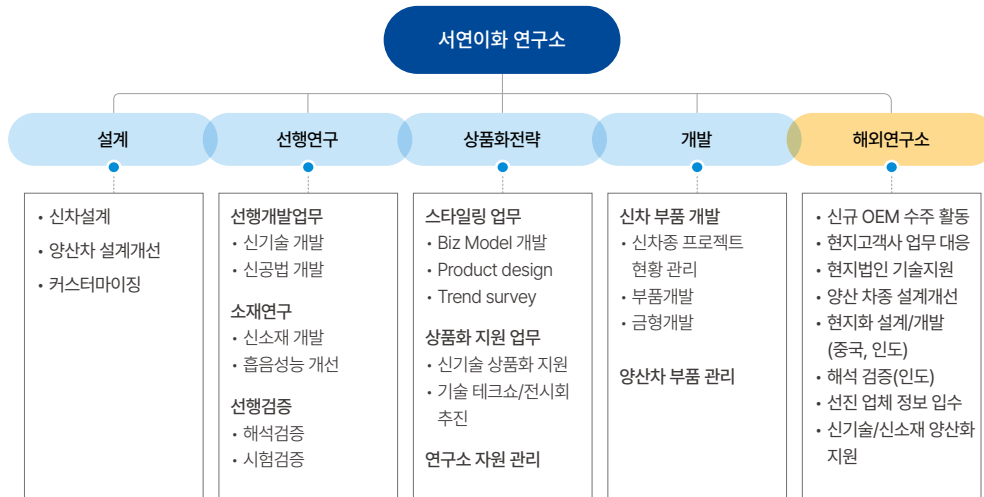 서연이화 연구소
설계
• 신차설계
• 양산차 설계개선
• 커스터마이징
선행연구
선행개발업무
• 신기술 개발
• 신공법 개발
소재연구
• 신소재 개발
• 흡음성능 개선
선행검증
• 해석검증
• 시험검증
상품화전략
스타일링 업무
• Biz Model 개발
• Product design
• Trend survey
상품화 지원 업무
• 신기술 상품화 지원
• 기술 테크쇼/전시회
추진
연구소 자원 관리
개발
신차 부품 개발
• 신차종 프로젝트
현황 관리
• 부품개발
• 금형개발
양산차 부품 관리
해외연구소
• 신규 OEM 수주 활동
• 현지고객사 업무 대응
• 현지법인 기술지원
• 양산 차종 설계개선
• 현지화 설계/개발
(중국, 인도)
• 해석 검증(인도)
• 선진 업체 정보 입수
• 신기술/신소재 양산화
지원